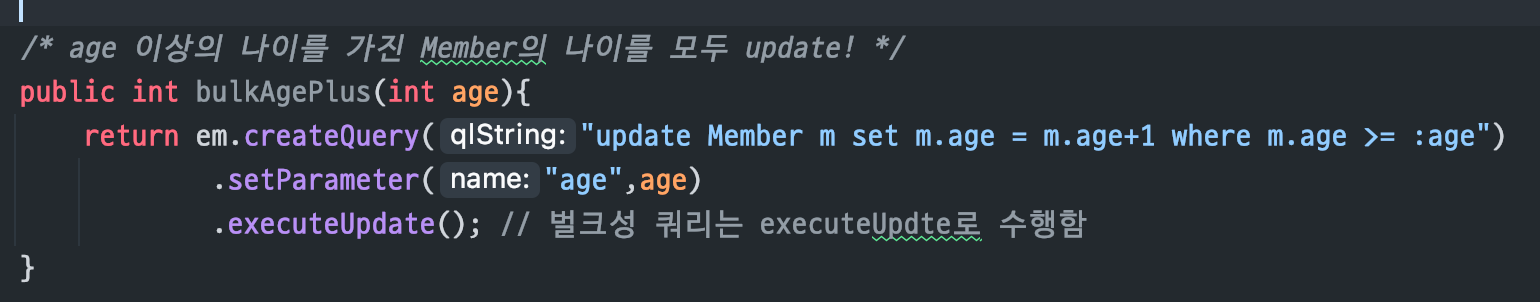 /* age 이상의 나이를 가진 Member의 나이를 모두 update! */
public int bulkAgePlus(int age){
return em.createQuery( qlString: "update Member m set m.age = m.age+1 where m.age >= :age")
.setParameter( name: "age",age)
.executeUpdate(); // 벌크성 쿼리는 executeUpdte로 수행함
}